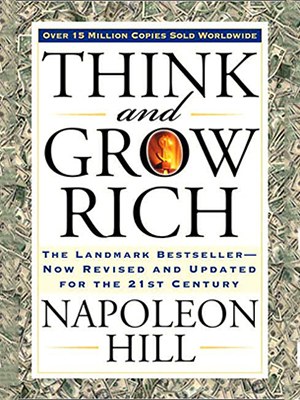 OVER 15 MILLION COPIES SOLD WORLDWIDE
THINK
and
GROW
RICH
THE LANDMARK BESTSELLER—
NOW REVISED AND UPDATED
FOR THE 21ST CENTURY
NAPOLEON
HILL